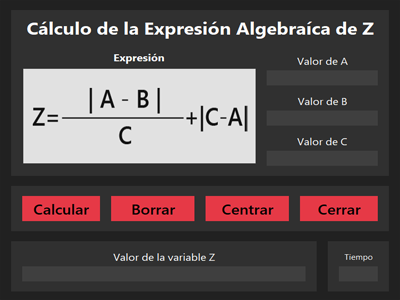 Cálculo de la Expresión Algebraíca de Z
Expresión
Z= |A - B| / C +|C-A|
Valor de A
Valor de B
Valor de C
Calcular
Borrar
Centrar
Cerrar
Valor de la variable Z
Tiempo